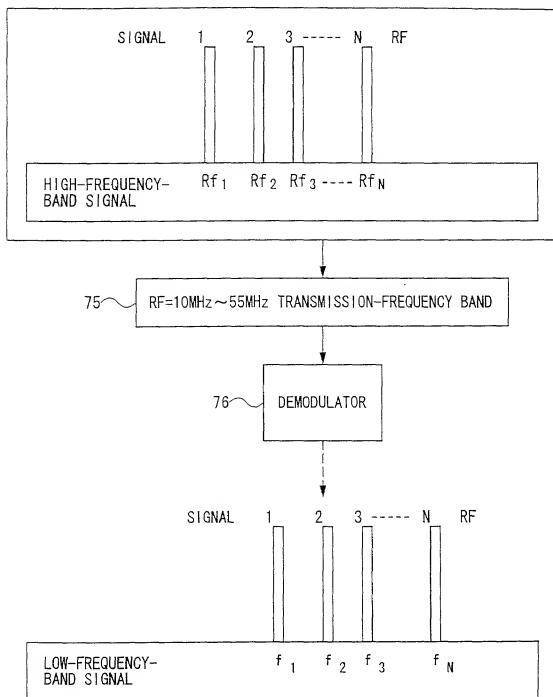 SIGNAL 1 2 3 ----- N RF
HIGH-FREQUENCY-
BAND SIGNAL
Rf1 Rf2 Rf3 ---- RfN
75 RF=10MHz~55MHz TRANSMISSION-FREQUENCY BAND
76 DEMODULATOR
SIGNAL 1 2 3 ----- N RF
LOW-FREQUENCY-
BAND SIGNAL
f1 f2 f3 fN